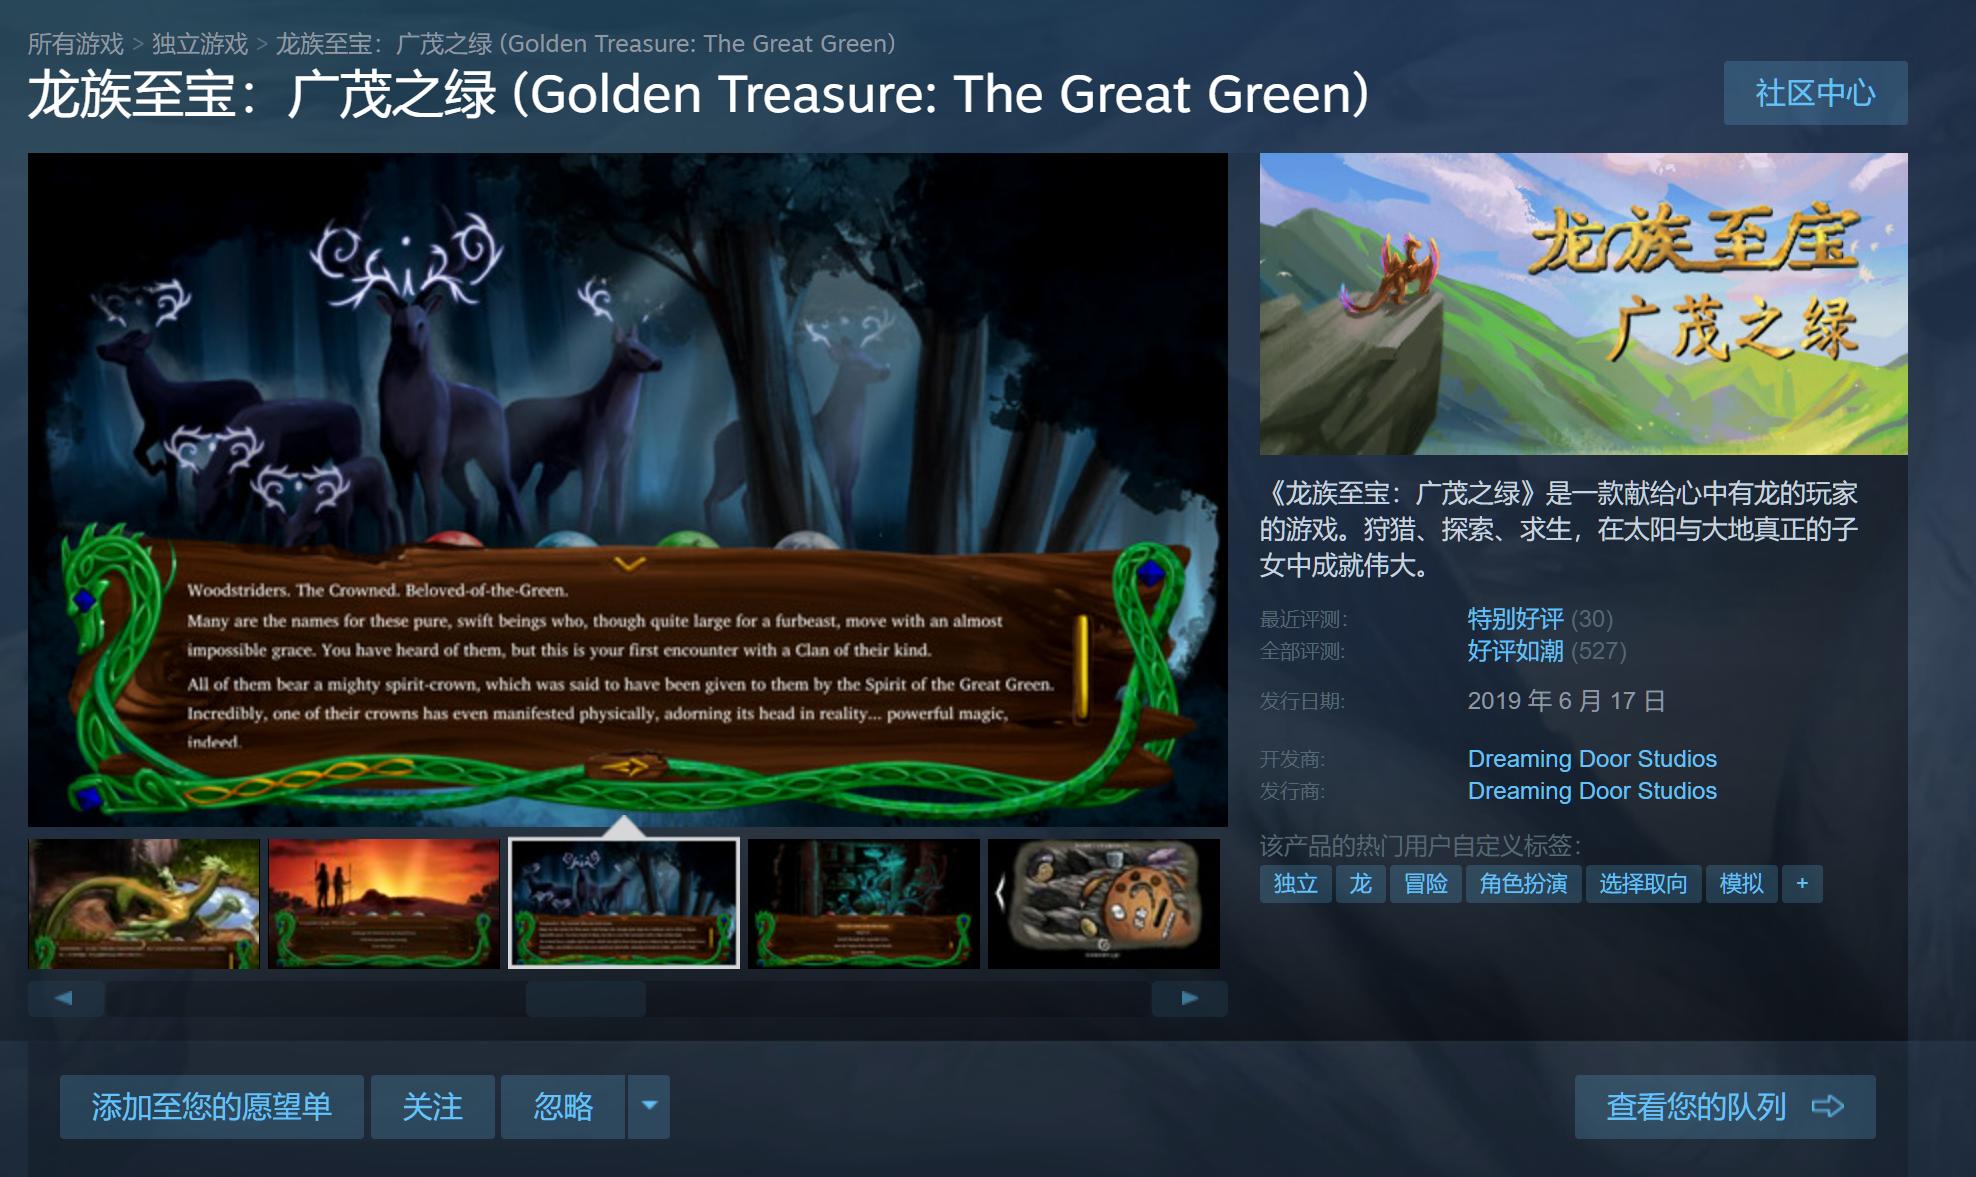 所有游戏 > 独立游戏 > 龙族至宝：广茂之绿 (Golden Treasure: The Great Green)
龙族至宝：广茂之绿 (Golden Treasure: The Great Green)
社区中心
Woodstriders. The Crowned. Beloved-of-the-Green.
Many are the names for these pure, swift beings who, though quite large for a furbeast, move with an almost
impossible grace. You have heard of them, but this is your first encounter with a Clan of their kind.
All of them bear a mighty spirit-crown, which was said to have been given to them by the Spirit of the Great Green.
Incredibly, one of their crowns has even manifested physically, adorning its head in reality... powerful magic,
indeed.
龙族至宝
广茂之绿
《龙族至宝：广茂之绿》是一款献给心中有龙的玩家
的游戏。狩猎、探索、求生，在太阳与大地真正的子
女中成就伟大。
最近评测: 特别好评 (30)
全部评测: 好评如潮 (527)
发行日期: 2019 年 6 月 17 日
开发商: Dreaming Door Studios
发行商: Dreaming Door Studios
该产品的热门用户自定义标签：
独立 龙 冒险 角色扮演 选择取向 模拟 +
添加至您的愿望单 关注 忽略 查看您的队列